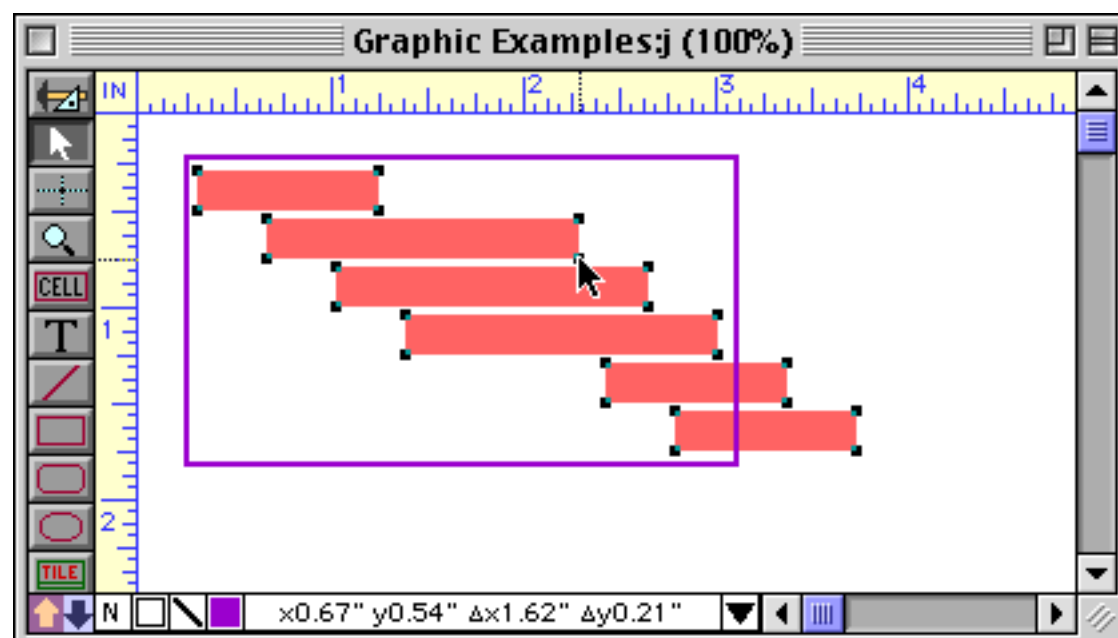 Graphic Examples:j (100%)
IN 1 2 3 4
CELL
T 1
2
TILE
N x0.67" y0.54" Δx1.62" Δy0.21"